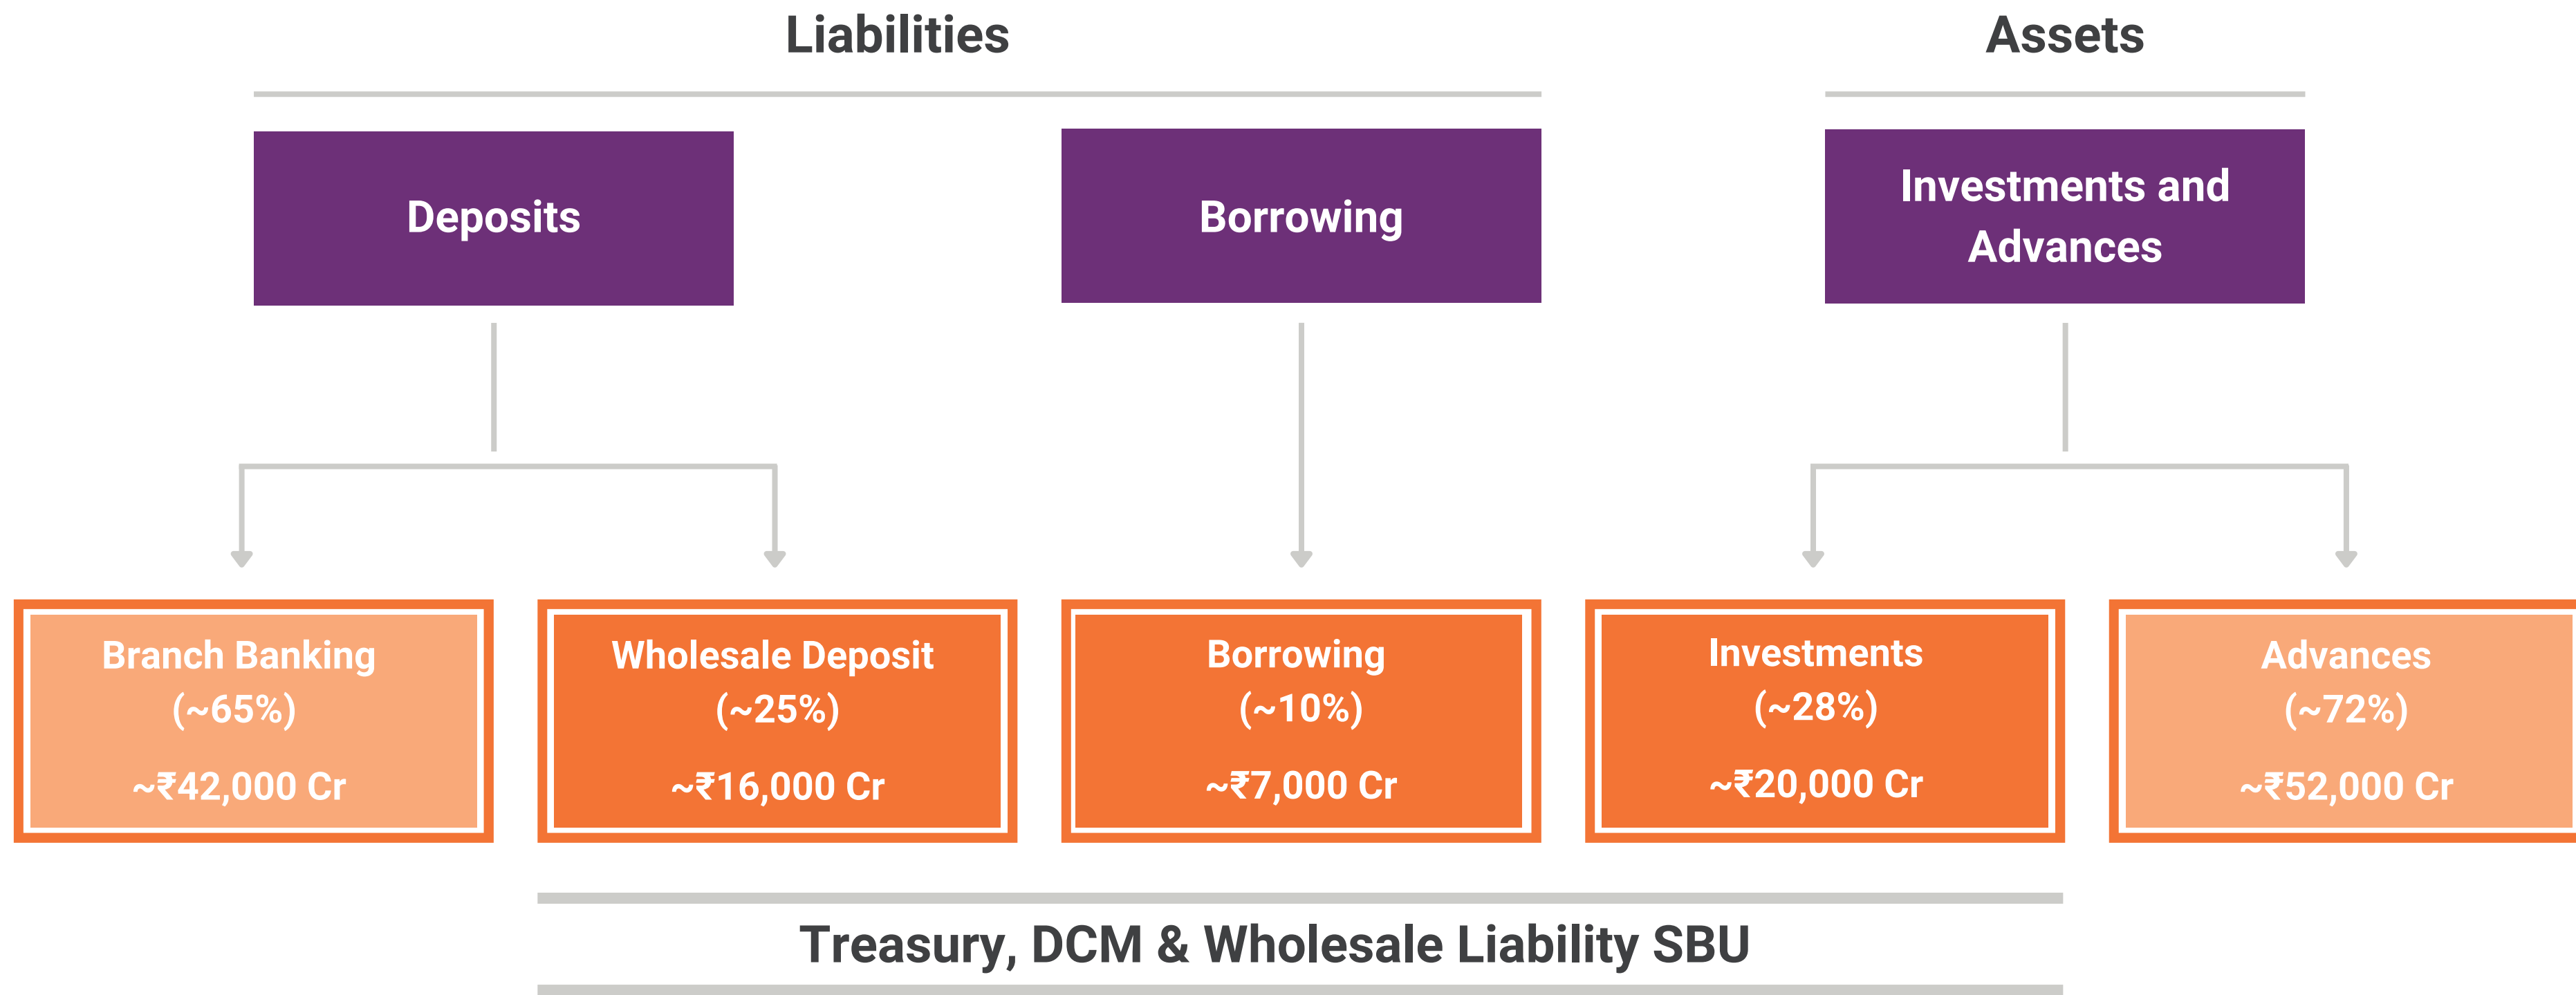 Liabilities
Assets
Deposits
Borrowing
Investments and
Advances
Branch Banking
(~65%)
~₹42,000 Cr
Wholesale Deposit
(~25%)
~₹16,000 Cr
Borrowing
(~10%)
~₹7,000 Cr
Investments
(~28%)
~₹20,000 Cr
Advances
(~72%)
~₹52,000 Cr
Treasury, DCM & Wholesale Liability SBU